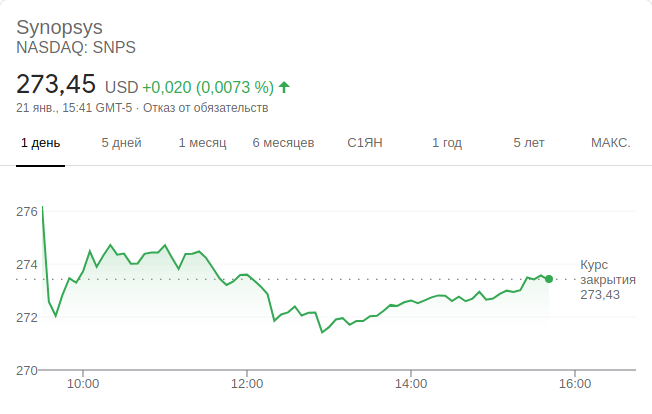 Synopsys
NASDAQ: SNPS
273,45 USD +0,020 (0,0073 %)
21 янв., 15:41 GMT-5 · Отказ от обязательств
1 день 5 дней 1 месяц 6 месяцев С1ЯН 1 год 5 лет МАКС.
276
274
Курс
закрытия
273,43
272
270
10:00 12:00 14:00 16:00